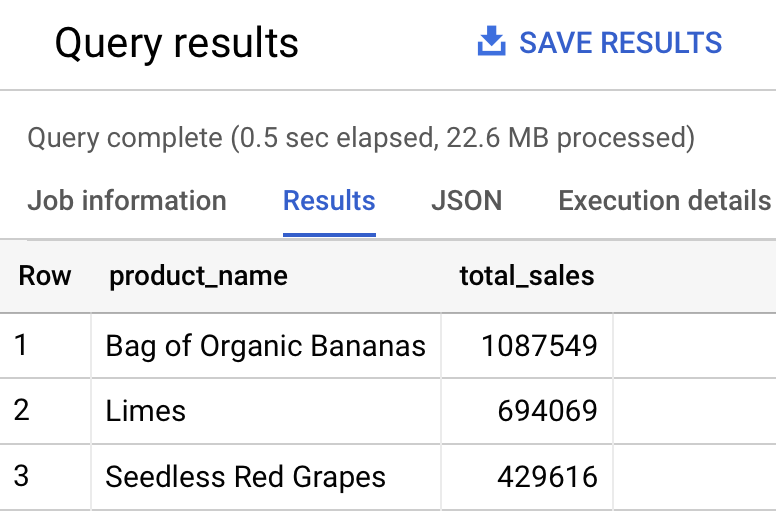 Query results SAVE RESULTS
Query complete (0.5 sec elapsed, 22.6 MB processed)
Job information Results JSON Execution details
Row product_name total_sales
1 Bag of Organic Bananas 1087549
2 Limes 694069
3 Seedless Red Grapes 429616